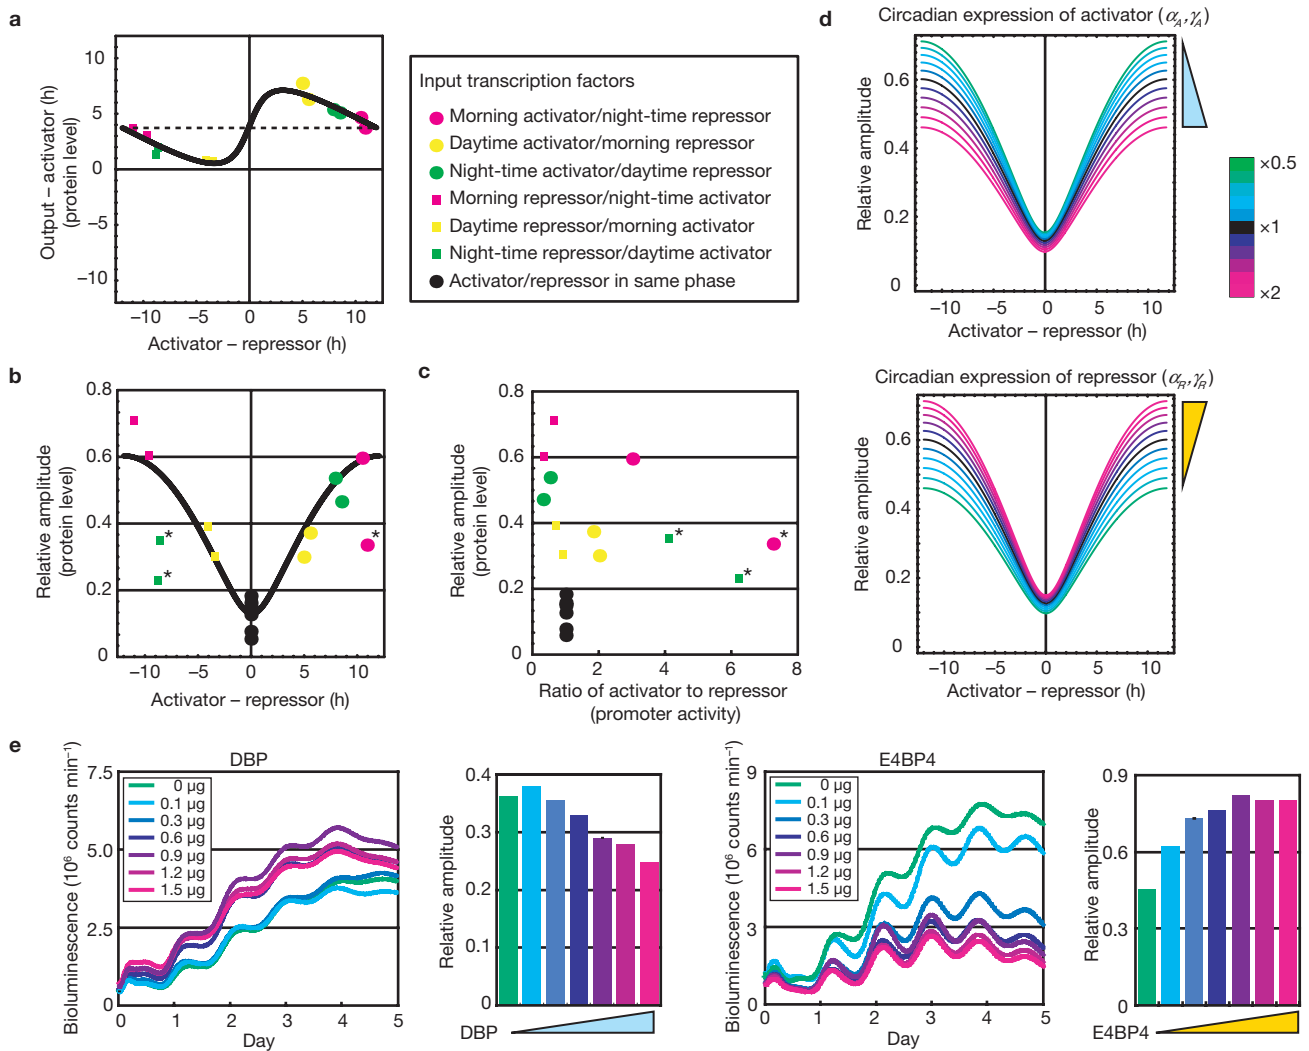 a
10
5
0
−5
−10
Output – activator (h)
(protein level)
−10 −5 0 5 10
Activator – repressor (h)
Input transcription factors
Morning activator/night-time repressor
Daytime activator/morning repressor
Night-time activator/daytime repressor
Morning repressor/night-time activator
Daytime repressor/morning activator
Night-time repressor/daytime activator
Activator/repressor in same phase
b
0.8
0.6
0.4
0.2
0
Relative amplitude
(protein level)
*
*
*
−10 −5 0 5 10
Activator – repressor (h)
c
0.8
0.6
0.4
0.2
0
Relative amplitude
(protein level)
*
*
*
0 2 4 6 8
Ratio of activator to repressor
(promoter activity)
d
Circadian expression of activator (αA,γA)
0.6
0.4
0.2
0
Relative amplitude
−10 −5 0 5 10
Activator – repressor (h)
×0.5
×1
×2
Circadian expression of repressor (αR,γR)
0.6
0.4
0.2
0
Relative amplitude
−10 −5 0 5 10
Activator – repressor (h)
e
DBP
7.5
5.0
2.5
0
Bioluminescence (10⁶ counts min⁻¹)
0 µg
0.1 µg
0.3 µg
0.6 µg
0.9 µg
1.2 µg
1.5 µg
0 1 2 3 4 5
Day
0.4
0.3
0.1
0
Relative amplitude
DBP
E4BP4
9
6
3
0
Bioluminescence (10⁶ counts min⁻¹)
0 µg
0.1 µg
0.3 µg
0.6 µg
0.9 µg
1.2 µg
1.5 µg
0 1 2 3 4 5
Day
0.9
0.6
0.3
0
Relative amplitude
E4BP4